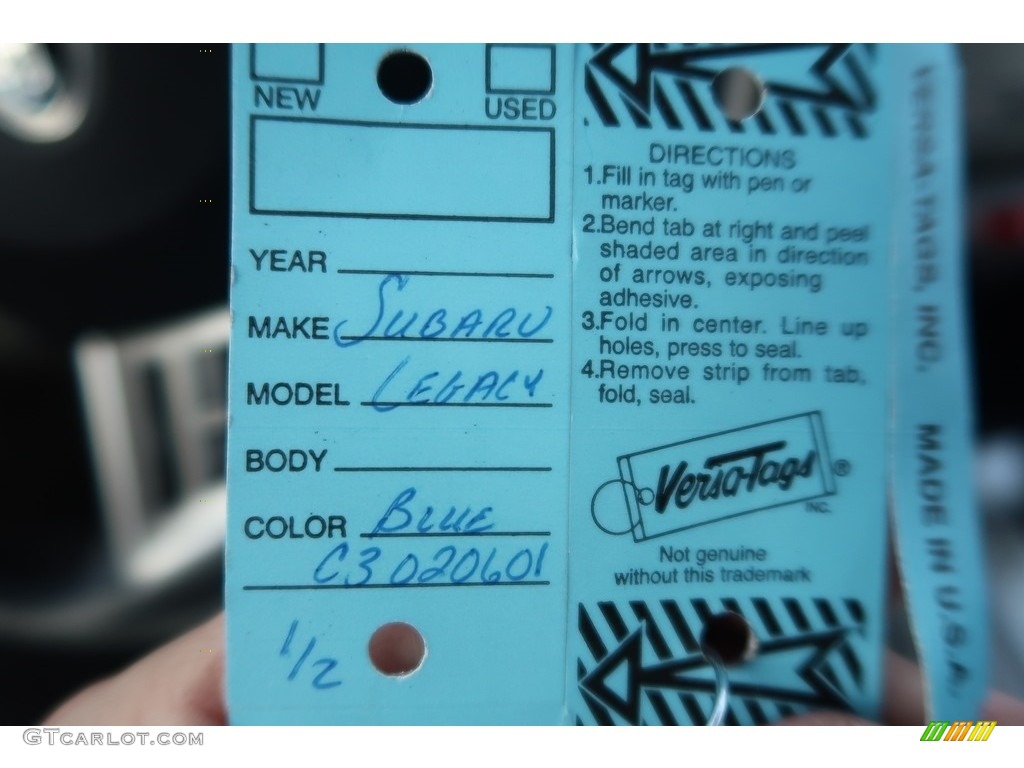 NEW
USED
YEAR
MAKE SUBARU
MODEL LEGACY
BODY
COLOR BLUE
C3020601
1/2
DIRECTIONS
1.Fill in tag with pen or
marker.
2.Bend tab at right and peel
shaded area in direction
of arrows, exposing
adhesive.
3.Fold in center. Line up
holes, press to seal.
4.Remove strip from tab,
fold, seal.
Versa-Tags ®
INC.
Not genuine
without this trademark
VERSA-TAGS, INC. MADE IN U.S.A.
GTcarlot.com